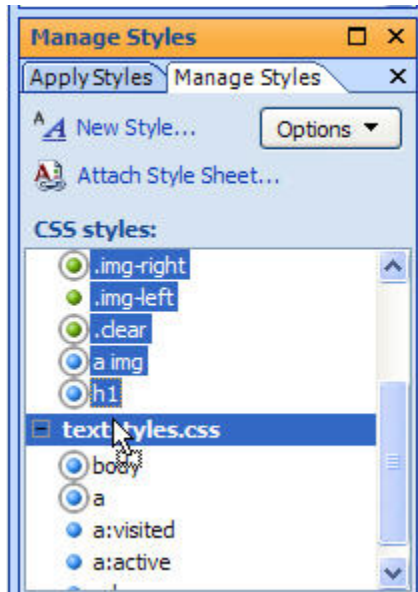 Manage Styles
Apply Styles Manage Styles
New Style... Options
Attach Style Sheet...
CSS styles:
.img-right
.img-left
.clear
a img
h1
textstyles.css
body
a
a:visited
a:active